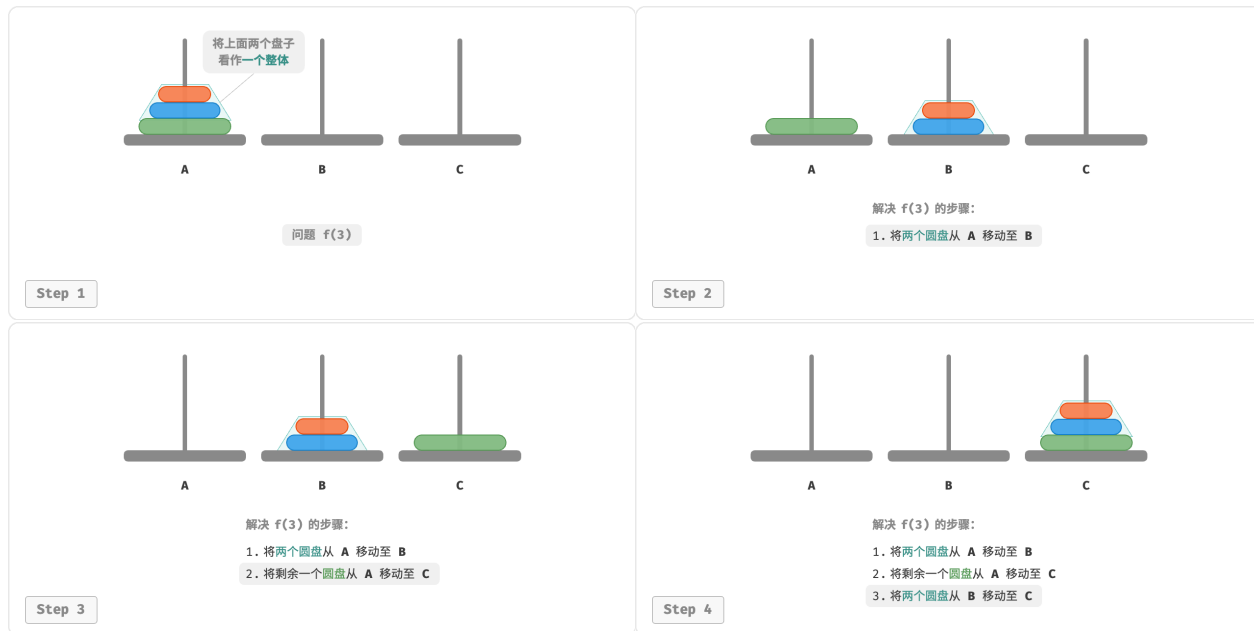 将上面两个盘子
看作一个整体
A
B
C
问题 f(3)
Step 1
A
B
C
解决 f(3) 的步骤：
1. 将两个圆盘从 A 移动至 B
Step 2
A
B
C
解决 f(3) 的步骤：
1. 将两个圆盘从 A 移动至 B
2. 将剩余一个圆盘从 A 移动至 C
Step 3
A
B
C
解决 f(3) 的步骤：
1. 将两个圆盘从 A 移动至 B
2. 将剩余一个圆盘从 A 移动至 C
3. 将两个圆盘从 B 移动至 C
Step 4